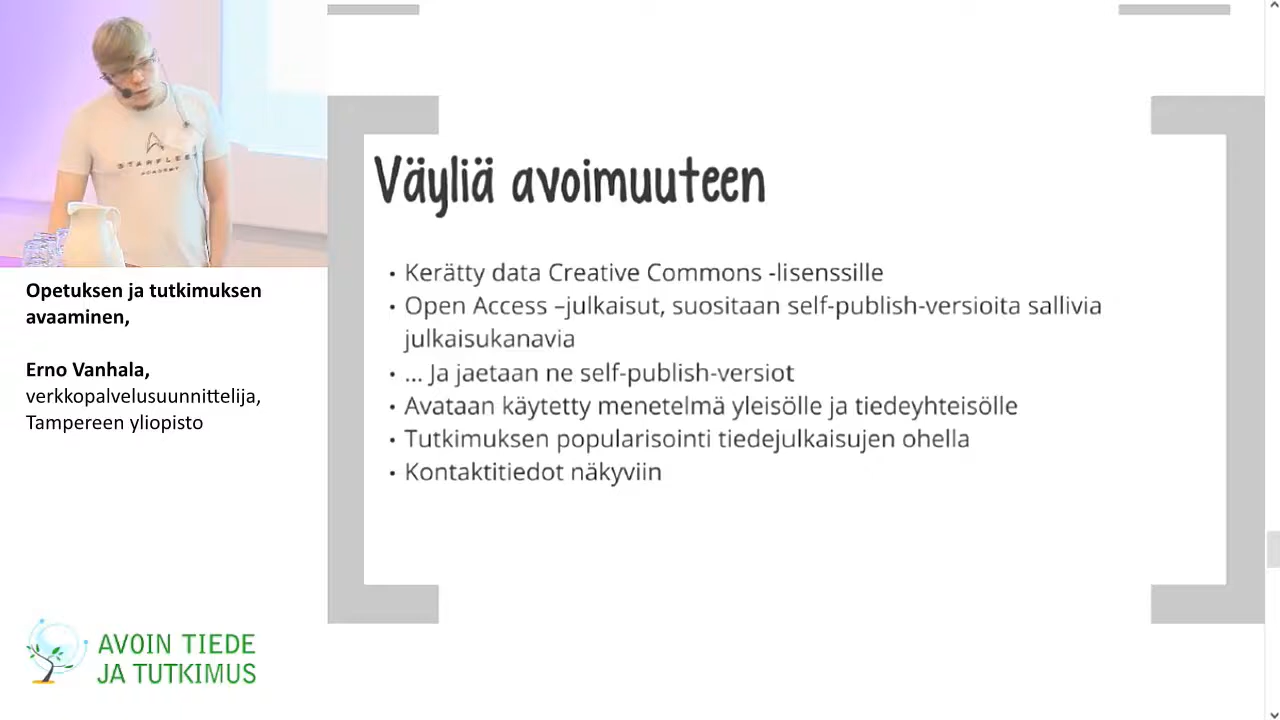 STARFLEET
ACADEMY
Opetuksen ja tutkimuksen
avaaminen,
Erno Vanhala,
verkkopalvelusuunnittelija,
Tampereen yliopisto
AVOIN TIEDE
JA TUTKIMUS
Väyliä avoimuuteen
• Kerätty data Creative Commons -lisenssille
• Open Access –julkaisut, suositaan self-publish-versioita sallivia
julkaisukanavia
• ... Ja jaetaan ne self-publish-versiot
• Avataan käytetty menetelmä yleisölle ja tiedeyhteisölle
• Tutkimuksen popularisointi tiedejulkaisujen ohella
• Kontaktitiedot näkyviin